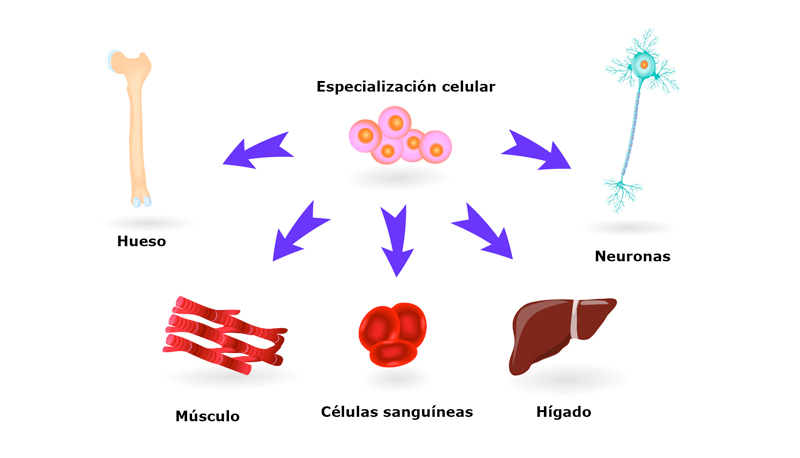 Especialización celular
Hueso
Neuronas
Músculo
Células sanguíneas
Hígado